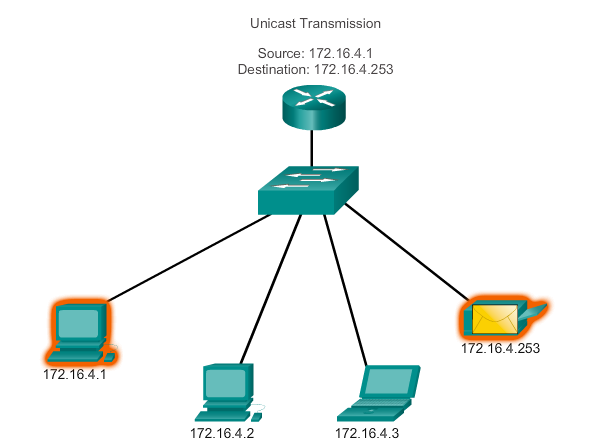 Unicast Transmission
Source: 172.16.4.1
Destination: 172.16.4.253
172.16.4.253
172.16.4.1
172.16.4.2
172.16.4.3